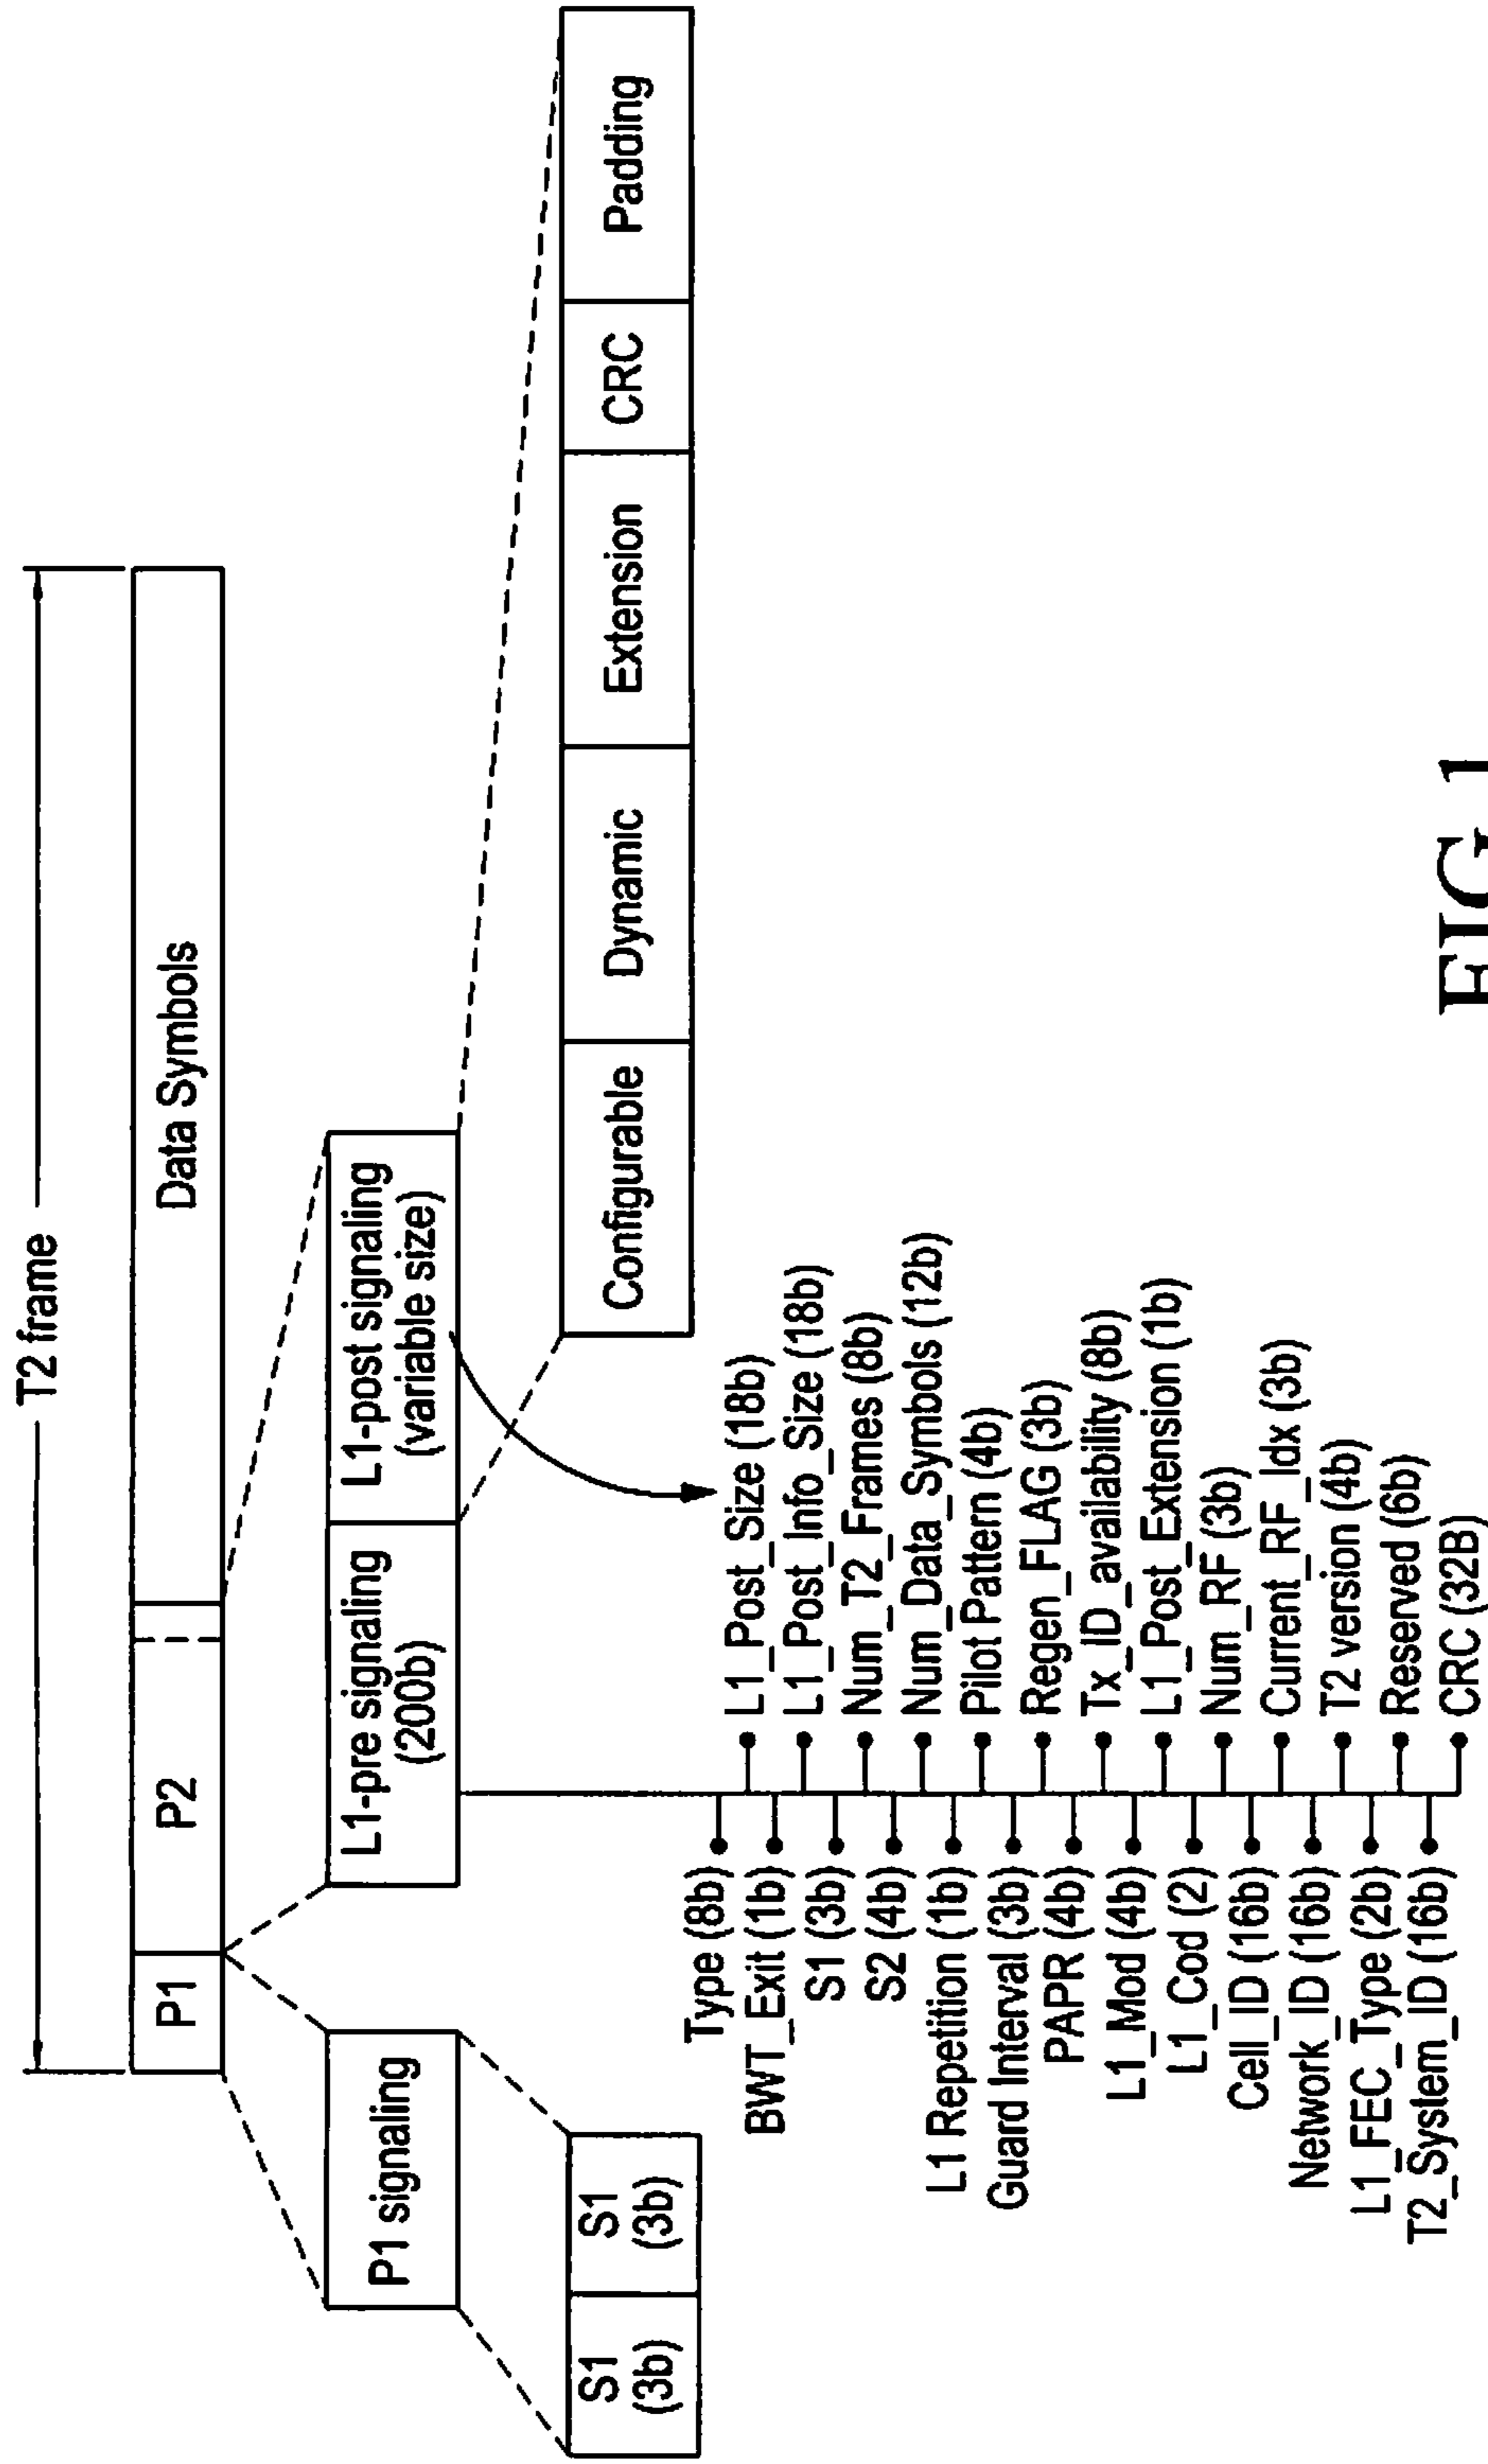 T2 frame
P1
P2
Data Symbols
P1 signaling
L1-pre signaling
(200b)
L1-post signaling
(variable size)
S1
(3b)
S1
(3b)
Configurable
Dynamic
Extension
CRC
Padding
Type (8b)
BWT_Exit (1b)
S1 (3b)
S2 (4b)
L1 Repetition (1b)
Guard Interval (3b)
PAPR (4b)
L1_Mod (4b)
L1_Cod (2)
Cell_ID (16b)
Network_ID (16b)
L1_FEC_Type (2b)
T2_System_ID (16b)
L1_Post_Size (18b)
L1_Post_Info_Size (18b)
Num_T2_Frames (8b)
Num_Data_Symbols (12b)
Pilot Pattern (4b)
Regen_FLAG (3b)
Tx_ID_availability (8b)
L1_Post_Extension (1b)
Num_RF (3b)
Current_RF_Idx (3b)
T2 version (4b)
Reserved (6b)
CRC (32B)
FIG.1